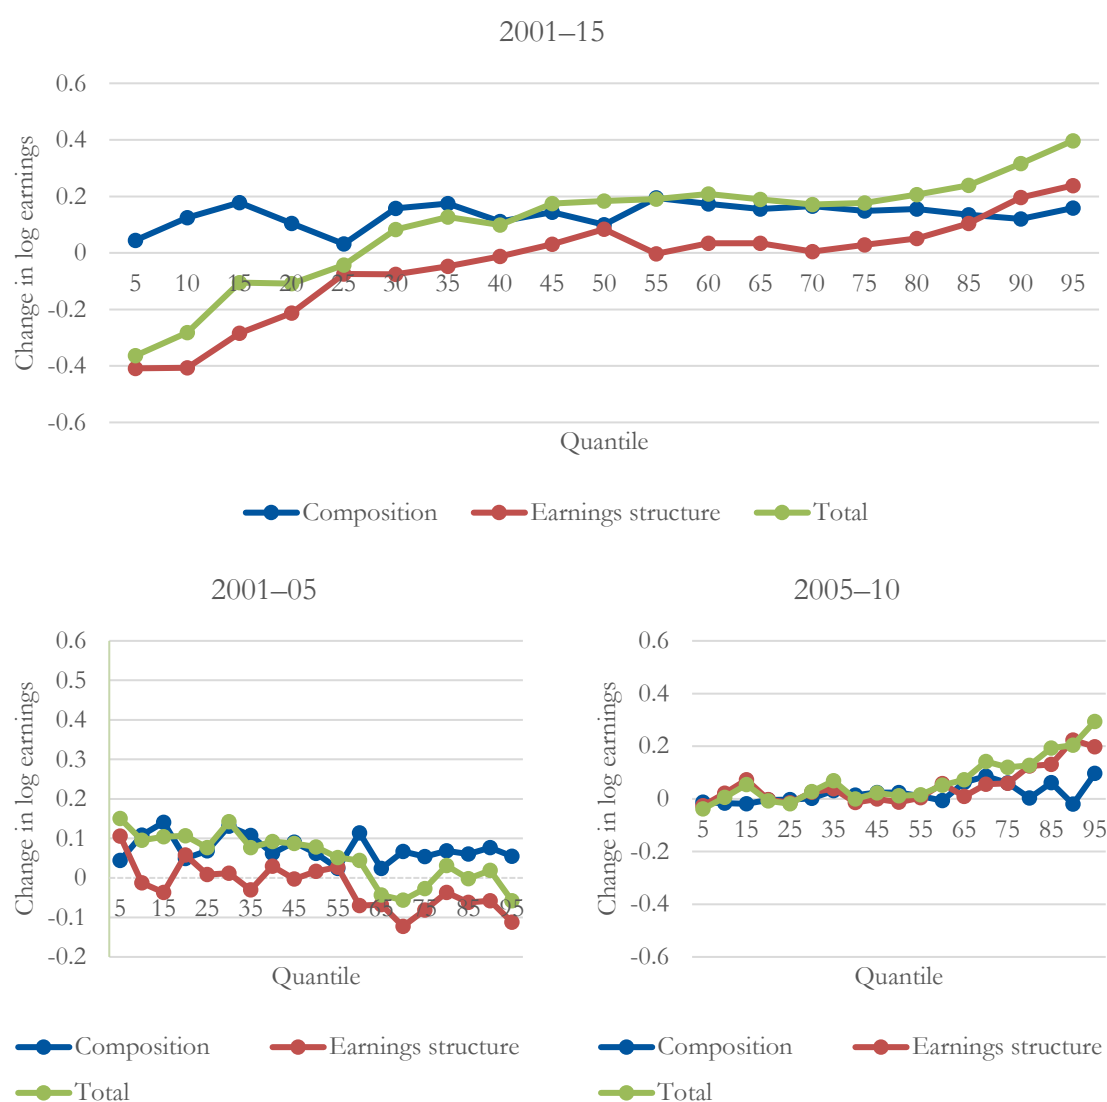 2001–15
Change in log earnings
0.6
0.4
0.2
0
-0.2
-0.4
-0.6
5 10 15 20 25 30 35 40 45 50 55 60 65 70 75 80 85 90 95
Quantile
Composition Earnings structure Total
2001–05
Change in log earnings
0.6
0.5
0.4
0.3
0.2
0.1
0
-0.1
-0.2
5 15 25 35 45 55 65 75 85 95
Quantile
Composition Earnings structure
Total
2005–10
Change in log earnings
0.6
0.4
0.2
0
-0.2
-0.4
-0.6
5 15 25 35 45 55 65 75 85 95
Quantile
Composition Earnings structure
Total